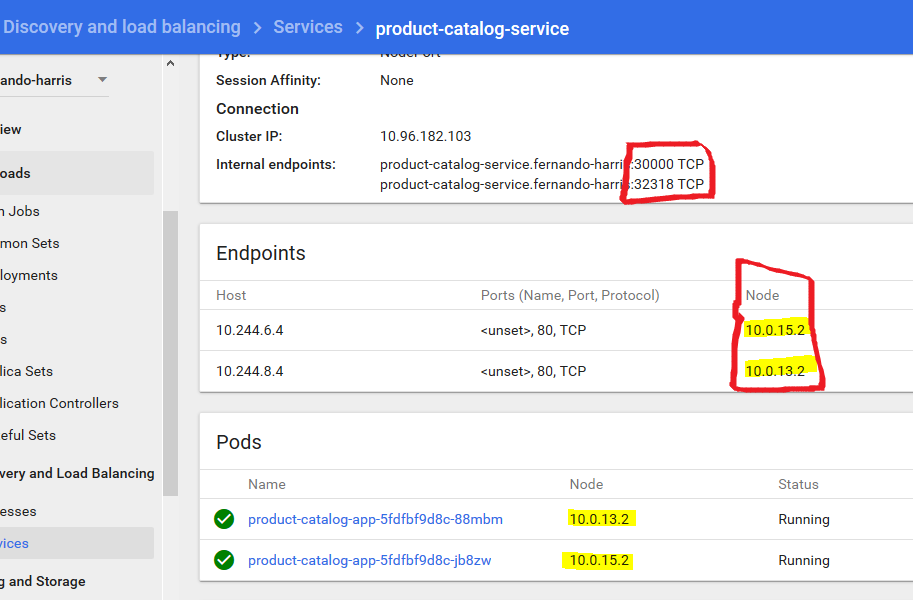 Discovery and load balancing > Services > product-catalog-service
ando-harris
Type: NodePort
Session Affinity: None
Connection
iew
Cluster IP: 10.96.182.103
oads
Internal endpoints: product-catalog-service.fernando-harris:30000 TCP
product-catalog-service.fernando-harris:32318 TCP
n Jobs
mon Sets
loyments
s
s
lica Sets
lication Controllers
eful Sets
very and Load Balancing
esses
vices
g and Storage
Endpoints
Host Ports (Name, Port, Protocol) Node
10.244.6.4 <unset>, 80, TCP 10.0.15.2
10.244.8.4 <unset>, 80, TCP 10.0.13.2
Pods
Name Node Status
product-catalog-app-5fdfbf9d8c-88mbm 10.0.13.2 Running
product-catalog-app-5fdfbf9d8c-jb8zw 10.0.15.2 Running